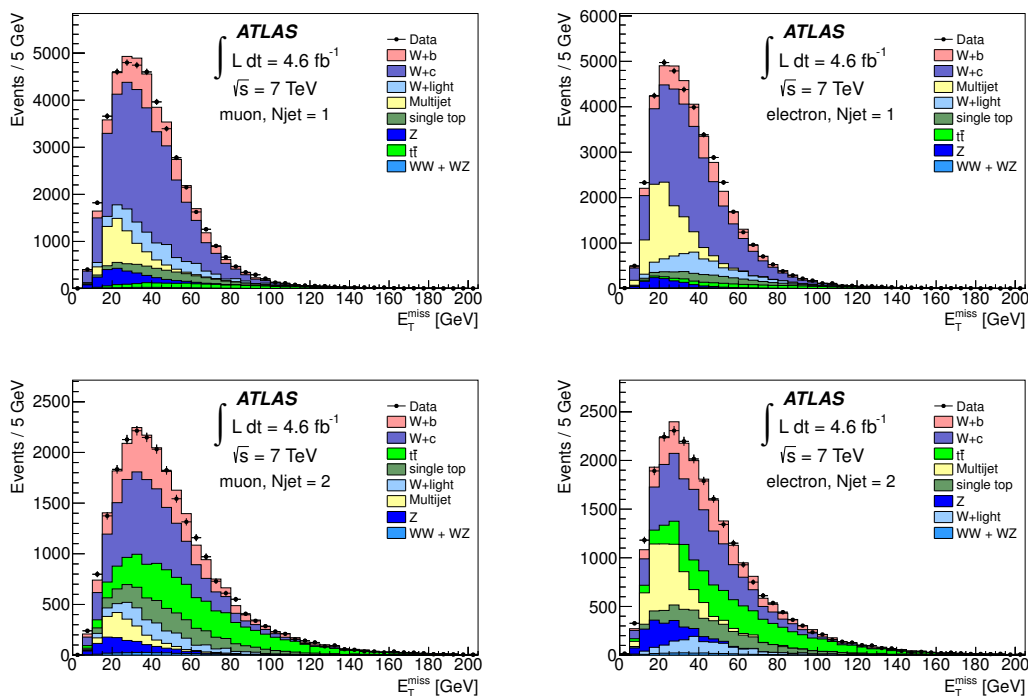 Events / 5 GeV
5000
4000
3000
2000
1000
0
ATLAS
∫ L dt = 4.6 fb⁻¹
√s = 7 TeV
muon, Njet = 1
Data
W+b
W+c
W+light
Multijet
single top
Z
tt̄
WW + WZ
0 20 40 60 80 100 120 140 160 180 200
E_T^miss [GeV]
Events / 5 GeV
6000
5000
4000
3000
2000
1000
0
ATLAS
∫ L dt = 4.6 fb⁻¹
√s = 7 TeV
electron, Njet = 1
Data
W+b
W+c
Multijet
W+light
single top
tt̄
Z
WW + WZ
0 20 40 60 80 100 120 140 160 180 200
E_T^miss [GeV]
Events / 5 GeV
2500
2000
1500
1000
500
0
ATLAS
∫ L dt = 4.6 fb⁻¹
√s = 7 TeV
muon, Njet = 2
Data
W+b
W+c
tt̄
single top
W+light
Multijet
Z
WW + WZ
0 20 40 60 80 100 120 140 160 180 200
E_T^miss [GeV]
Events / 5 GeV
2500
2000
1500
1000
500
0
ATLAS
∫ L dt = 4.6 fb⁻¹
√s = 7 TeV
electron, Njet = 2
Data
W+b
W+c
tt̄
Multijet
single top
Z
W+light
WW + WZ
0 20 40 60 80 100 120 140 160 180 200
E_T^miss [GeV]